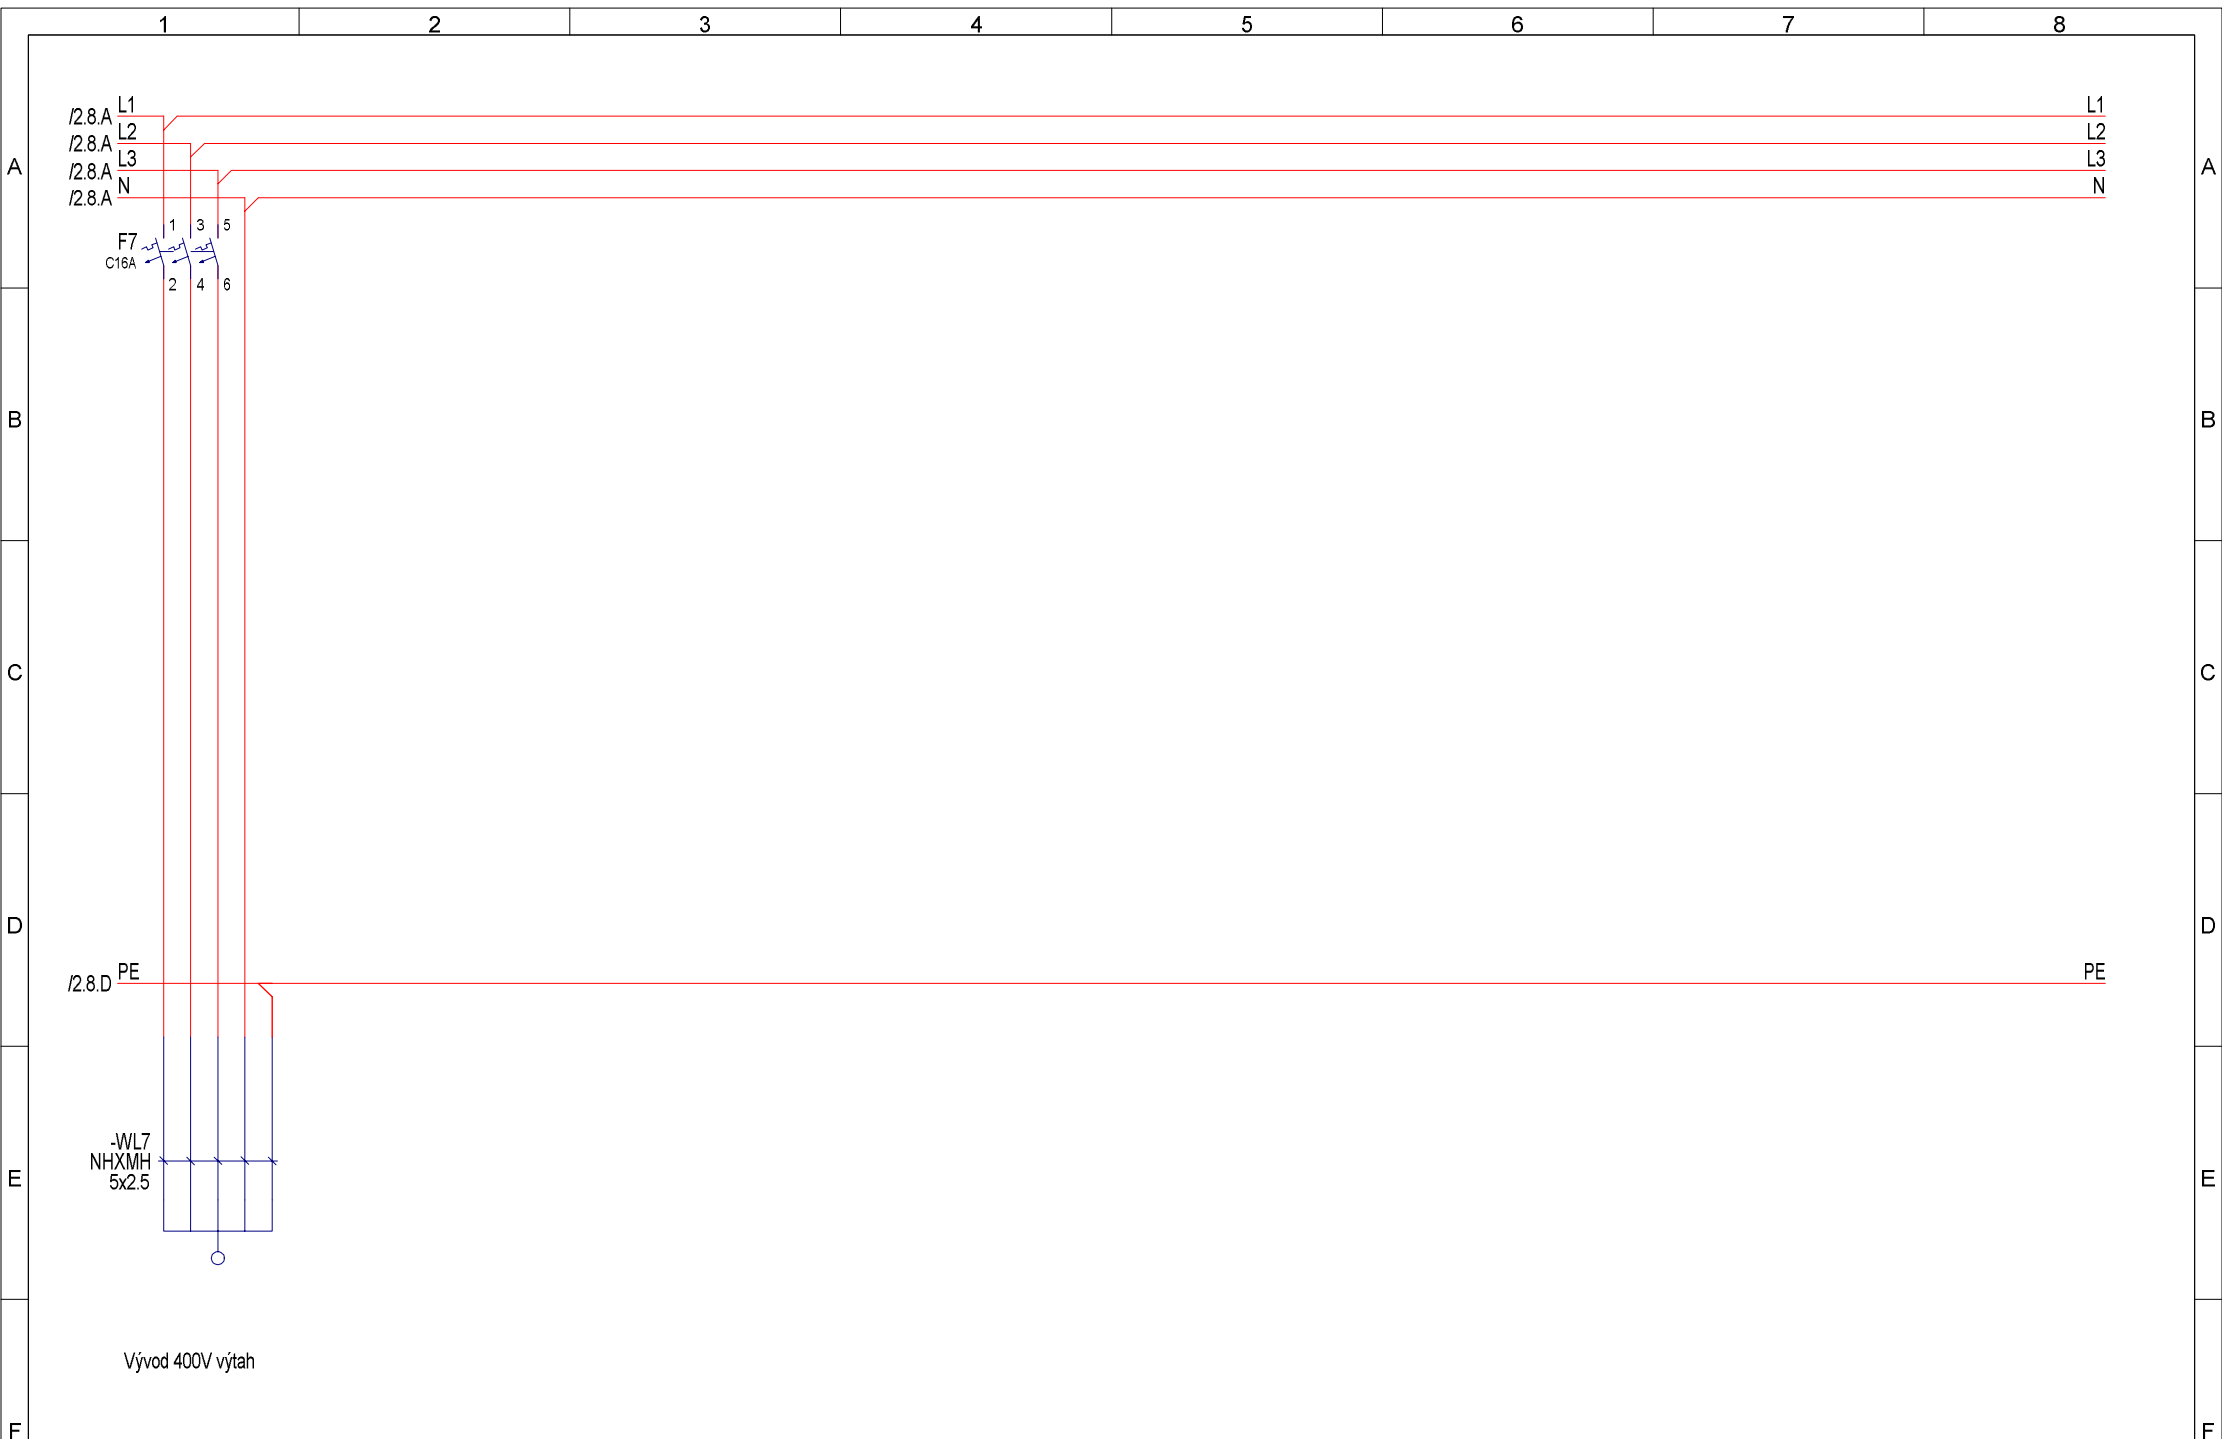 1 2 3 4 5 6 7 8
L1 L1
/2.8.A
L2 L2
/2.8.A
L3 L3
/2.8.A
A A
N N
/2.8.A
1 3 5
F7
C16A
2 4 6
B B
C C
D D
PE PE
/2.8.D
-WL7
NHXMH
5x2.5
E E
Vývod 400V výtah
F F